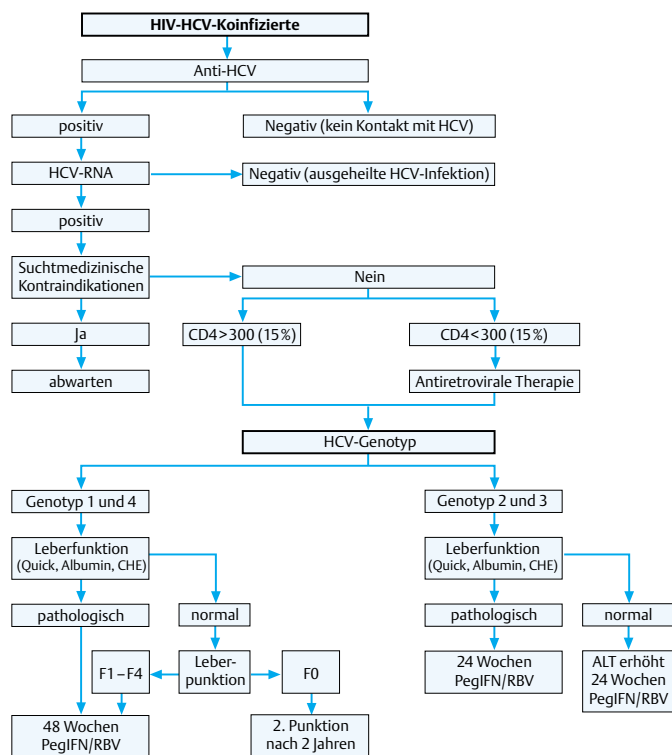 HIV-HCV-Koinfizierte
Anti-HCV
positiv
Negativ (kein Kontakt mit HCV)
HCV-RNA
Negativ (ausgeheilte HCV-Infektion)
positiv
Suchtmedizinische
Kontraindikationen
Nein
Ja
CD4>300 (15%)
CD4<300 (15%)
abwarten
Antiretrovirale Therapie
HCV-Genotyp
Genotyp 1 und 4
Genotyp 2 und 3
Leberfunktion
(Quick, Albumin, CHE)
Leberfunktion
(Quick, Albumin, CHE)
pathologisch
normal
pathologisch
normal
F1–F4
Leber-
punktion
F0
24 Wochen
PegIFN/RBV
ALT erhöht
24 Wochen
PegIFN/RBV
48 Wochen
PegIFN/RBV
2. Punktion
nach 2 Jahren